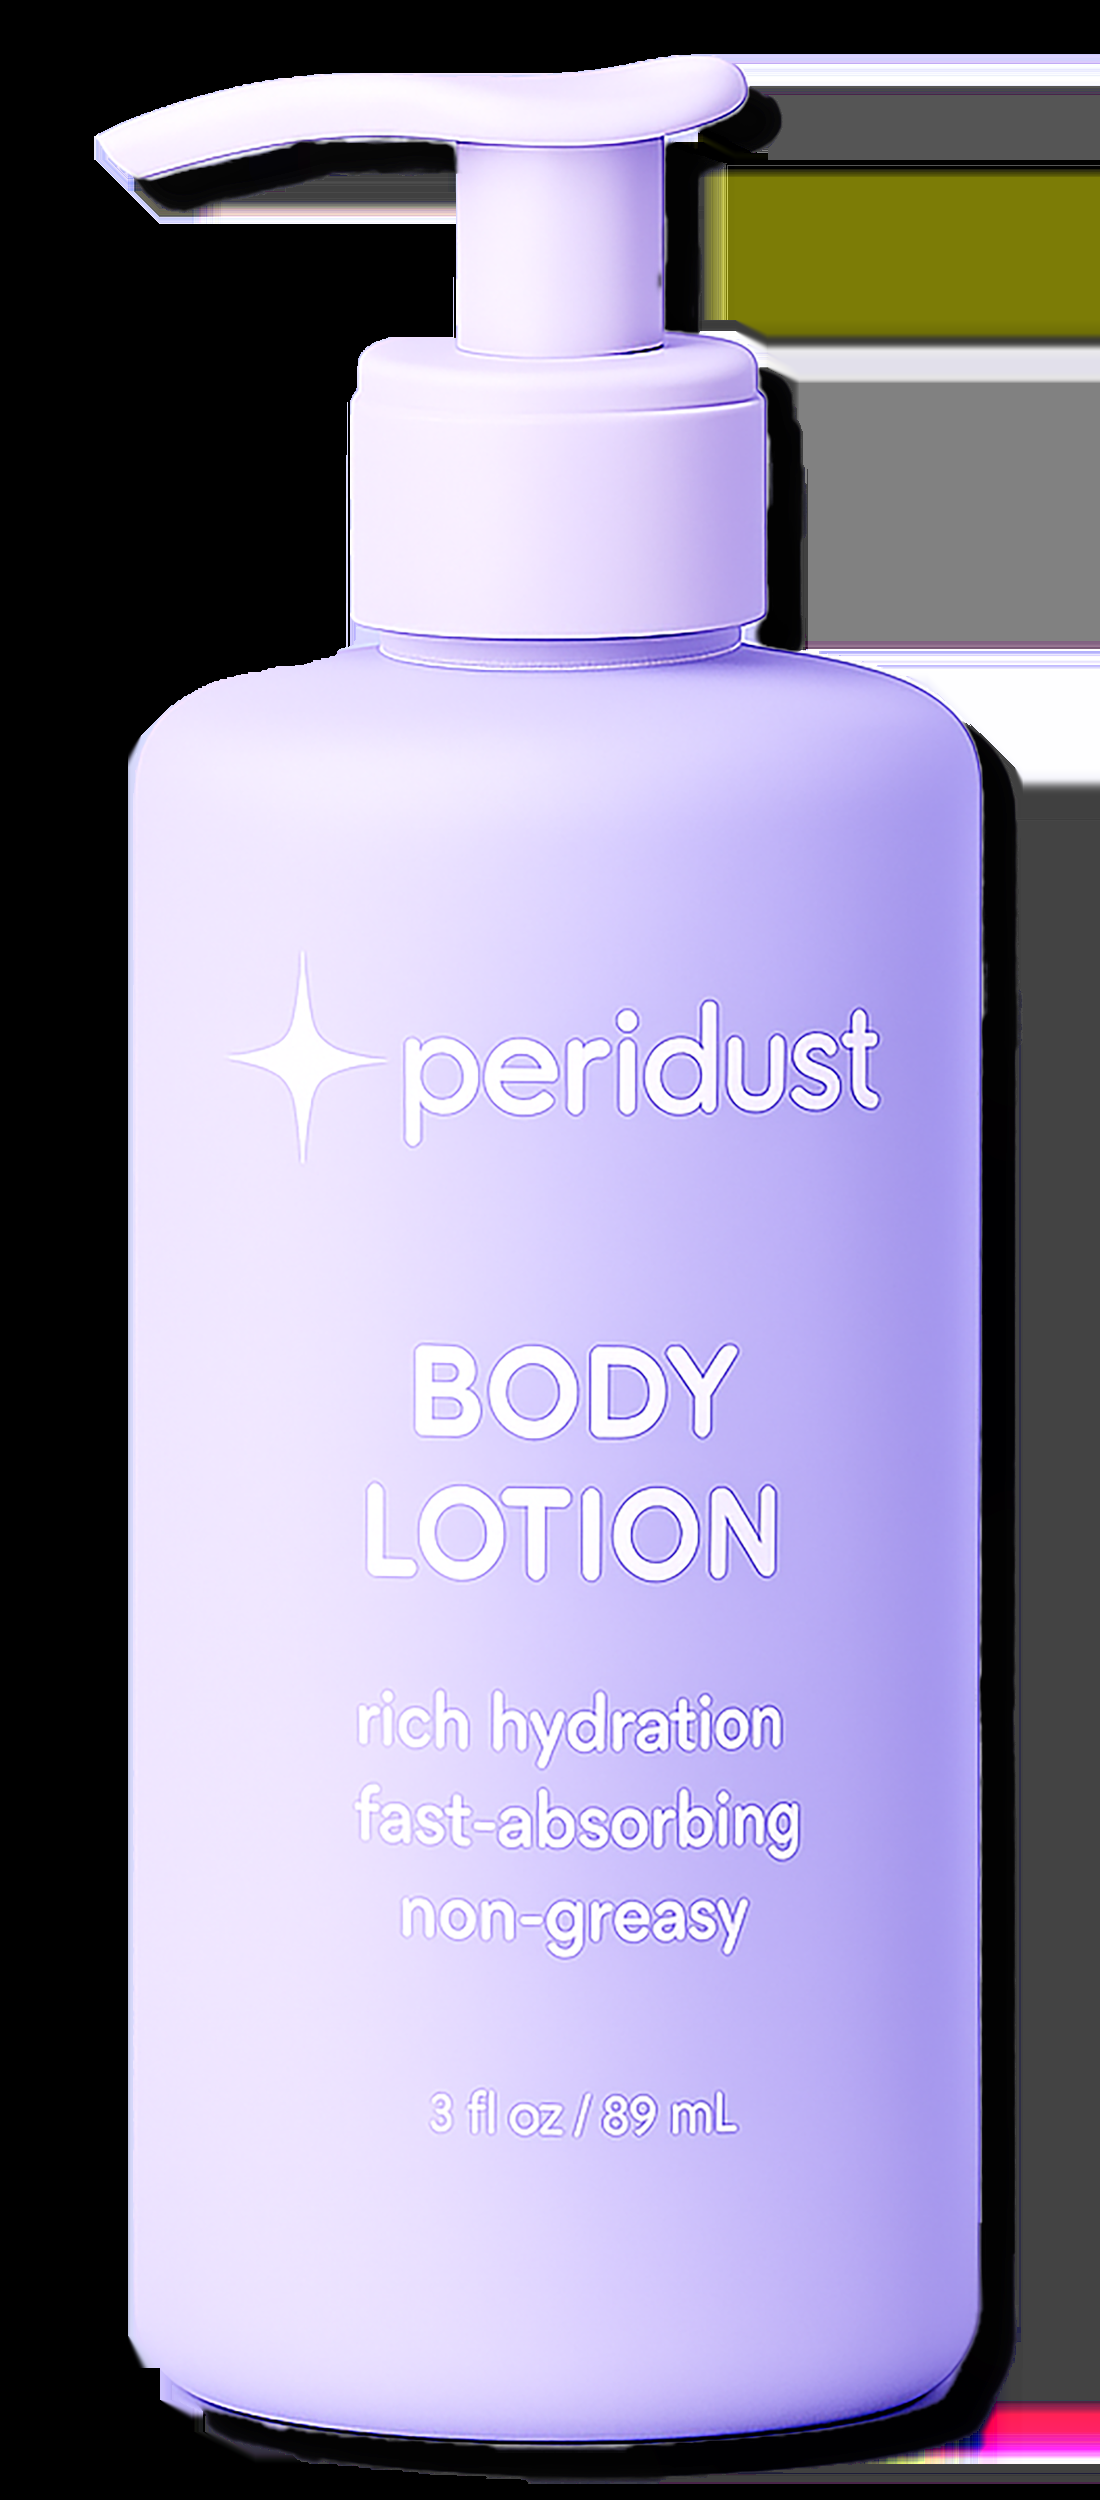 peridust
BODY
LOTION
rich hydration
fast-absorbing
non-greasy
3 fl oz / 89 mL